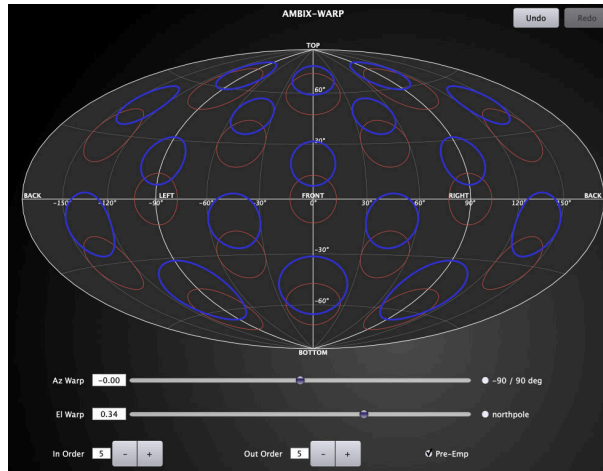 AMBIX-WARP
Undo
Redo
TOP
60°
30°
BACK
LEFT
FRONT
RIGHT
BACK
-150° -120° -90° -60° -30° 0° 30° 60° 90° 120° 150°
-30°
-60°
BOTTOM
Az Warp -0.00 -90 / 90 deg
El Warp 0.34 northpole
In Order 5 - + Out Order 5 - + Pre-Emp